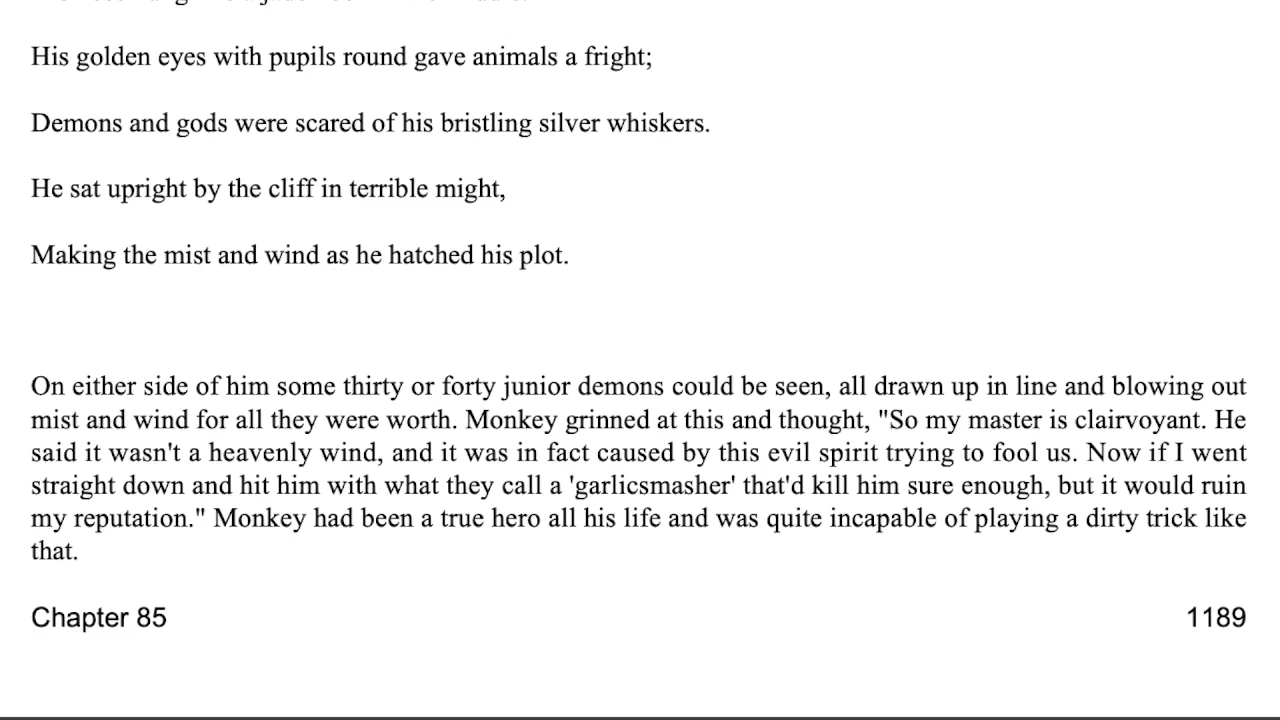 His golden eyes with pupils round gave animals a fright;
Demons and gods were scared of his bristling silver whiskers.
He sat upright by the cliff in terrible might,
Making the mist and wind as he hatched his plot.
On either side of him some thirty or forty junior demons could be seen, all drawn up in line and blowing out
mist and wind for all they were worth. Monkey grinned at this and thought, "So my master is clairvoyant. He
said it wasn't a heavenly wind, and it was in fact caused by this evil spirit trying to fool us. Now if I went
straight down and hit him with what they call a 'garlicsmasher' that'd kill him sure enough, but it would ruin
my reputation." Monkey had been a true hero all his life and was quite incapable of playing a dirty trick like
that.
Chapter 85
1189